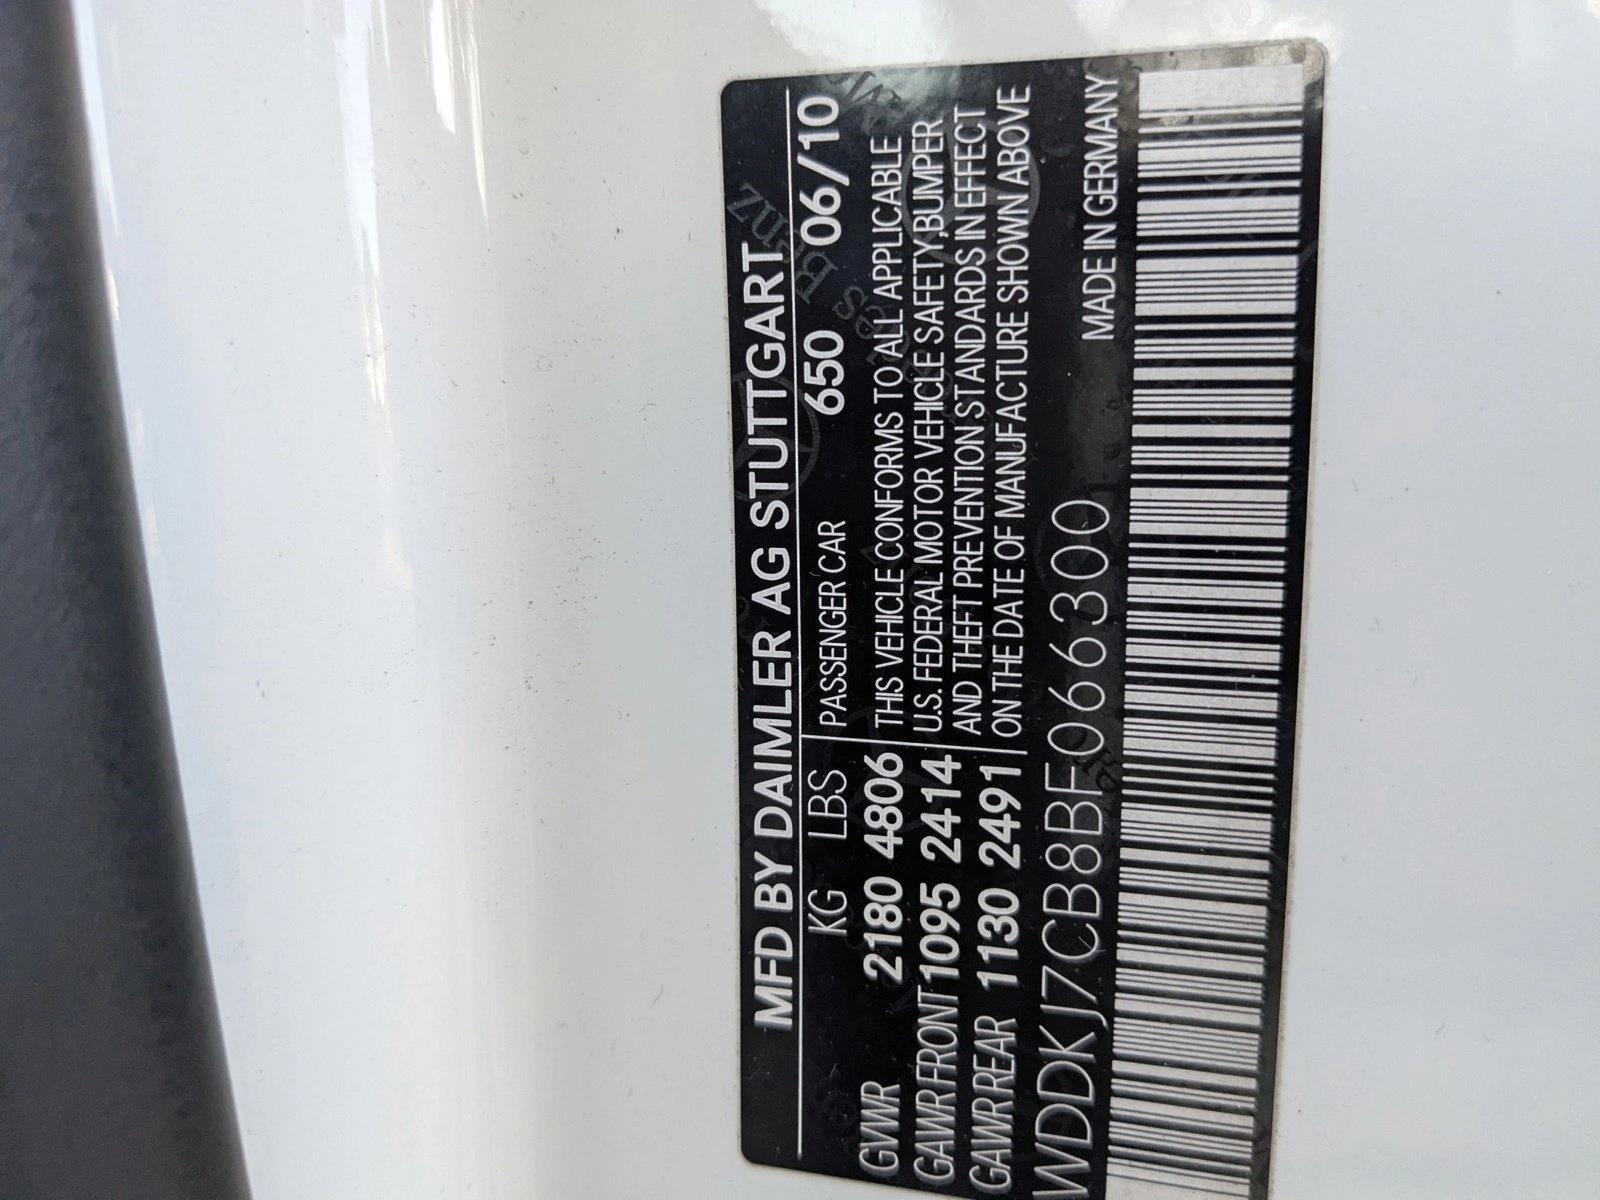 MFD BY DAIMLER AG STUTTGART
KG LBS PASSENGER CAR 650 06/10
GVWR 2180 4806 THIS VEHICLE CONFORMS TO ALL APPLICABLE
GAWR FRONT 1095 2414 U.S. FEDERAL MOTOR VEHICLE SAFETY,BUMPER
GAWR REAR 1130 2491 AND THEFT PREVENTION STANDARDS IN EFFECT
ON THE DATE OF MANUFACTURE SHOWN ABOVE
WDDKJ7CB8BF066300 MADE IN GERMANY